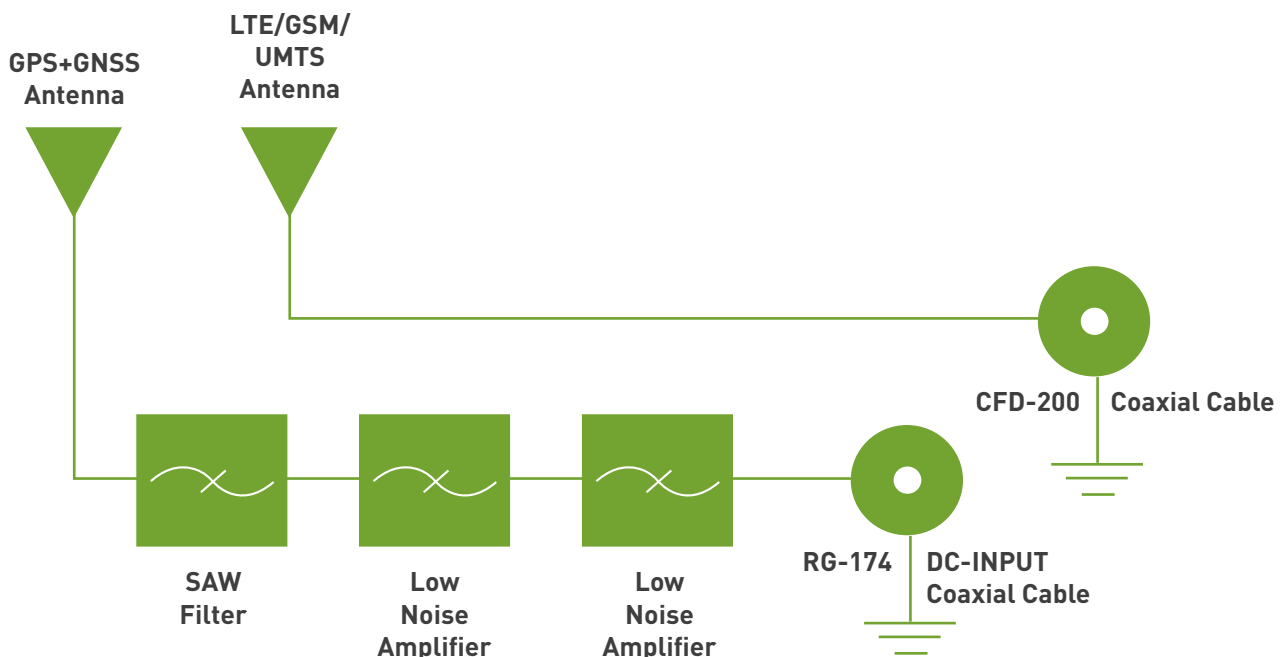 GPS+GNSS
Antenna
LTE/GSM/
UMTS
Antenna
CFD-200
Coaxial Cable
SAW
Filter
Low
Noise
Amplifier
Low
Noise
Amplifier
RG-174
DC-INPUT
Coaxial Cable